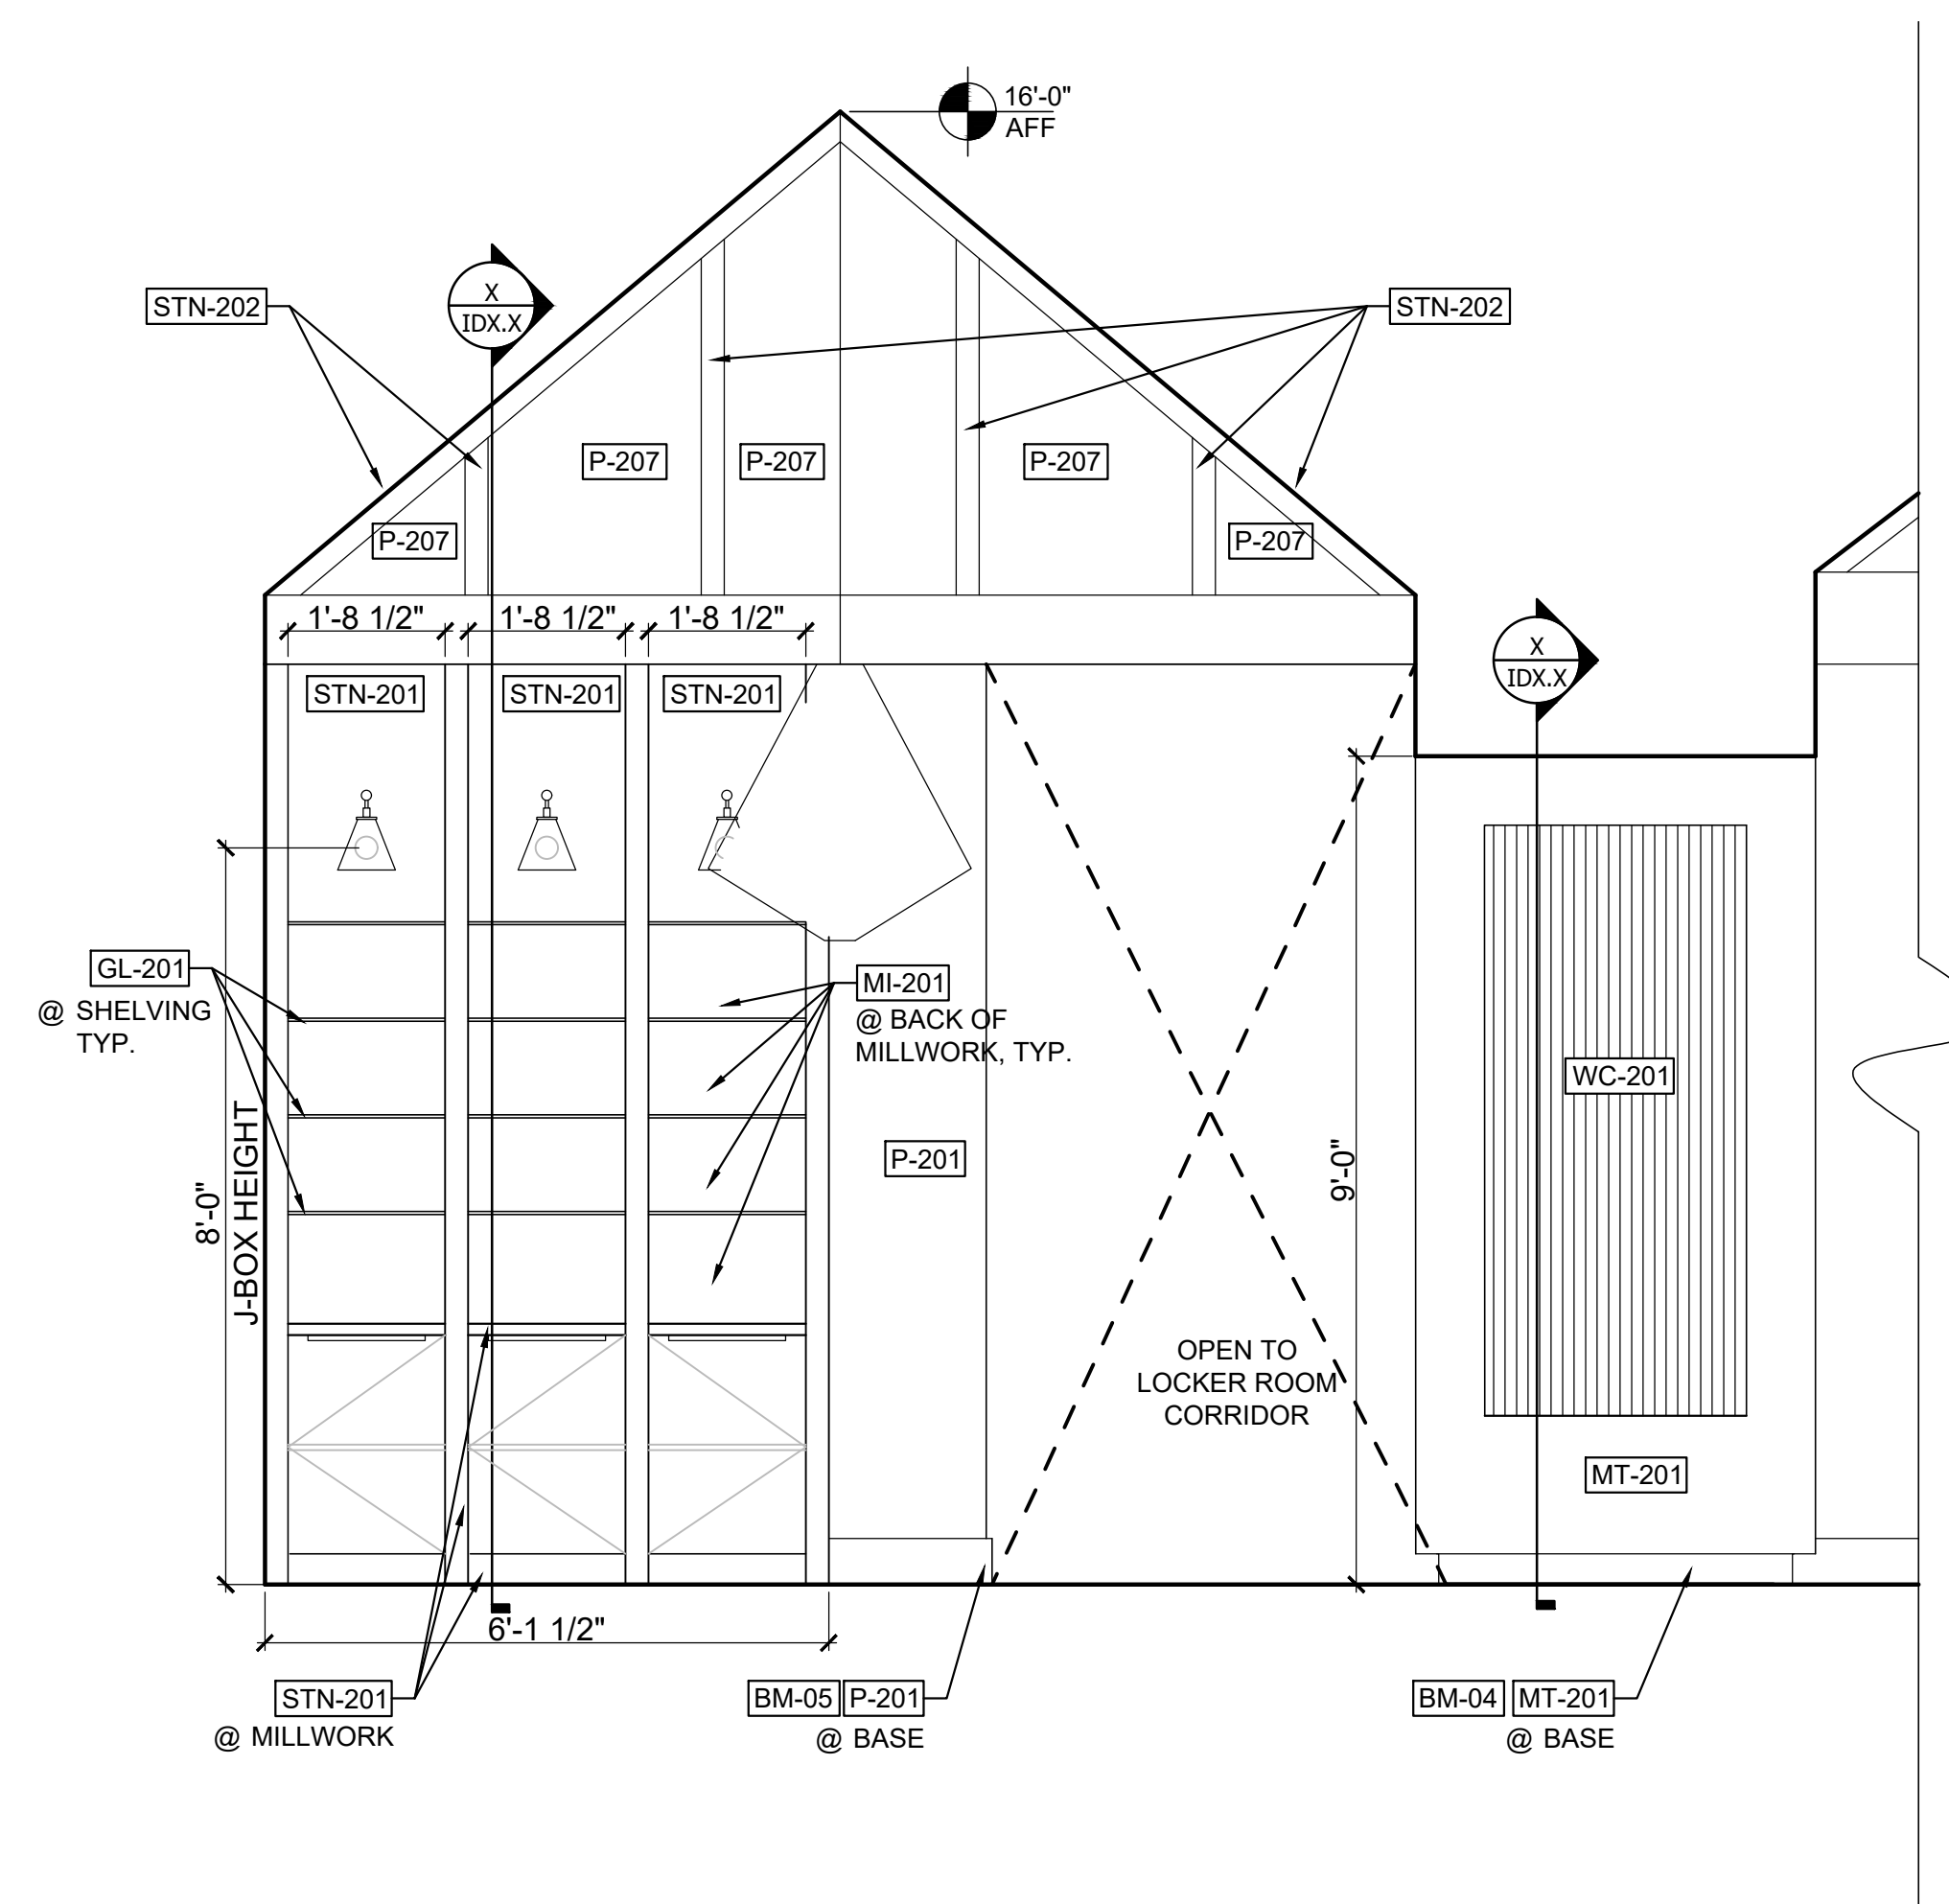 16'-0"
AFF
STN-202
X
IDX.X
STN-202
P-207
P-207
P-207
P-207
P-207
1'-8 1/2"
1'-8 1/2"
1'-8 1/2"
X
IDX.X
STN-201
STN-201
STN-201
GL-201
@ SHELVING
TYP.
MI-201
@ BACK OF
MILLWORK, TYP.
WC-201
P-201
8'-0"
J-BOX HEIGHT
9'-0"
OPEN TO
LOCKER ROOM
CORRIDOR
MT-201
6'-1 1/2"
STN-201
@ MILLWORK
BM-05 P-201
@ BASE
BM-04 MT-201
@ BASE